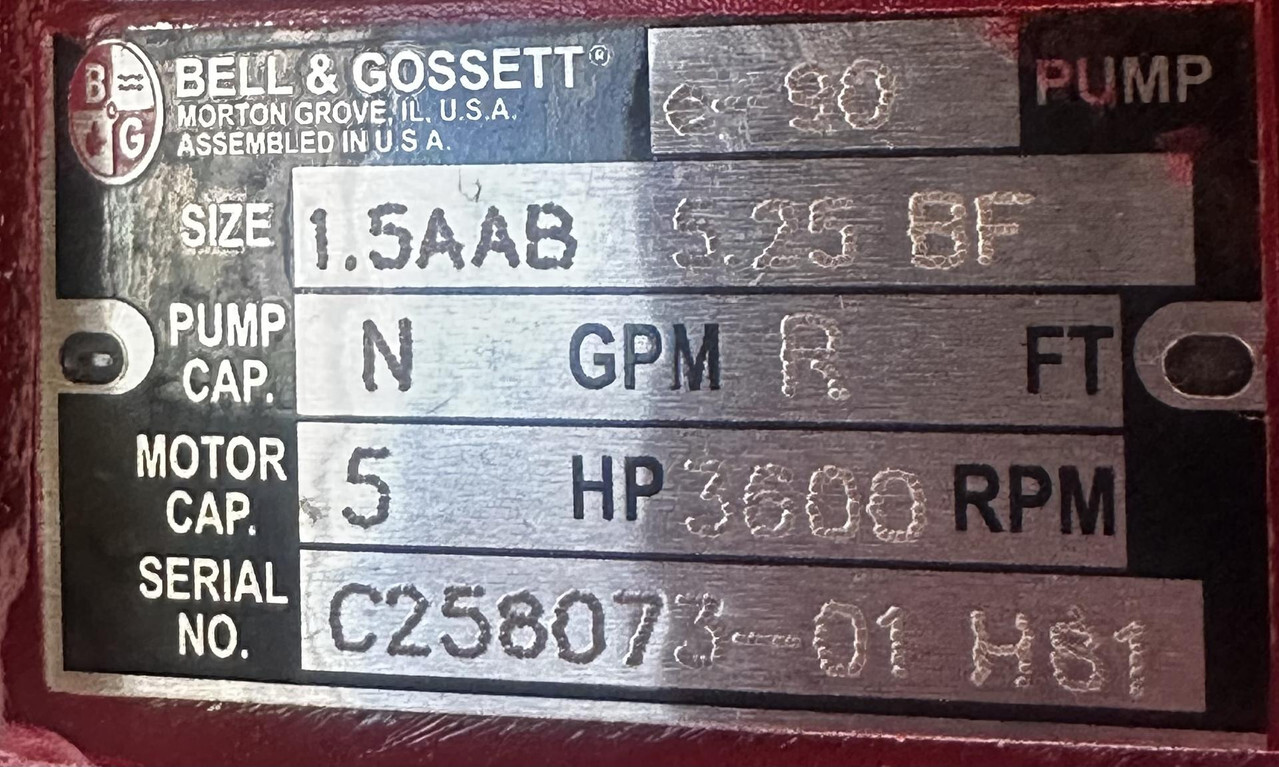 B G
BELL & GOSSETT®
MORTON GROVE, IL. U.S.A.
ASSEMBLED IN U.S.A.
e-90 PUMP
SIZE 1.5AAB 5.25 BF
PUMP CAP. N GPM R FT
MOTOR CAP. 5 HP 3600 RPM
SERIAL NO. C258073-01 H81